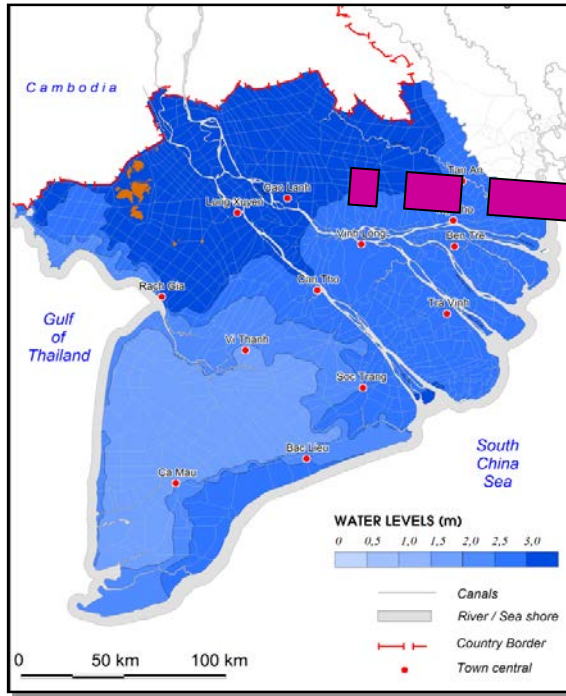 Cambodia
Tan An
Cao Lanh
Long Xuyen
Vinh Long
Ben Tre
Can Tho
Rach Gia
Tra Vinh
Gulf
of
Thailand
Vi Thanh
Soc Trang
South
China
Sea
Bac Lieu
Ca Mau
WATER LEVELS (m)
0 0,5 1,0 1,5 2,0 2,5 3,0
Canals
River / Sea shore
Country Border
Town central
0 50 km 100 km